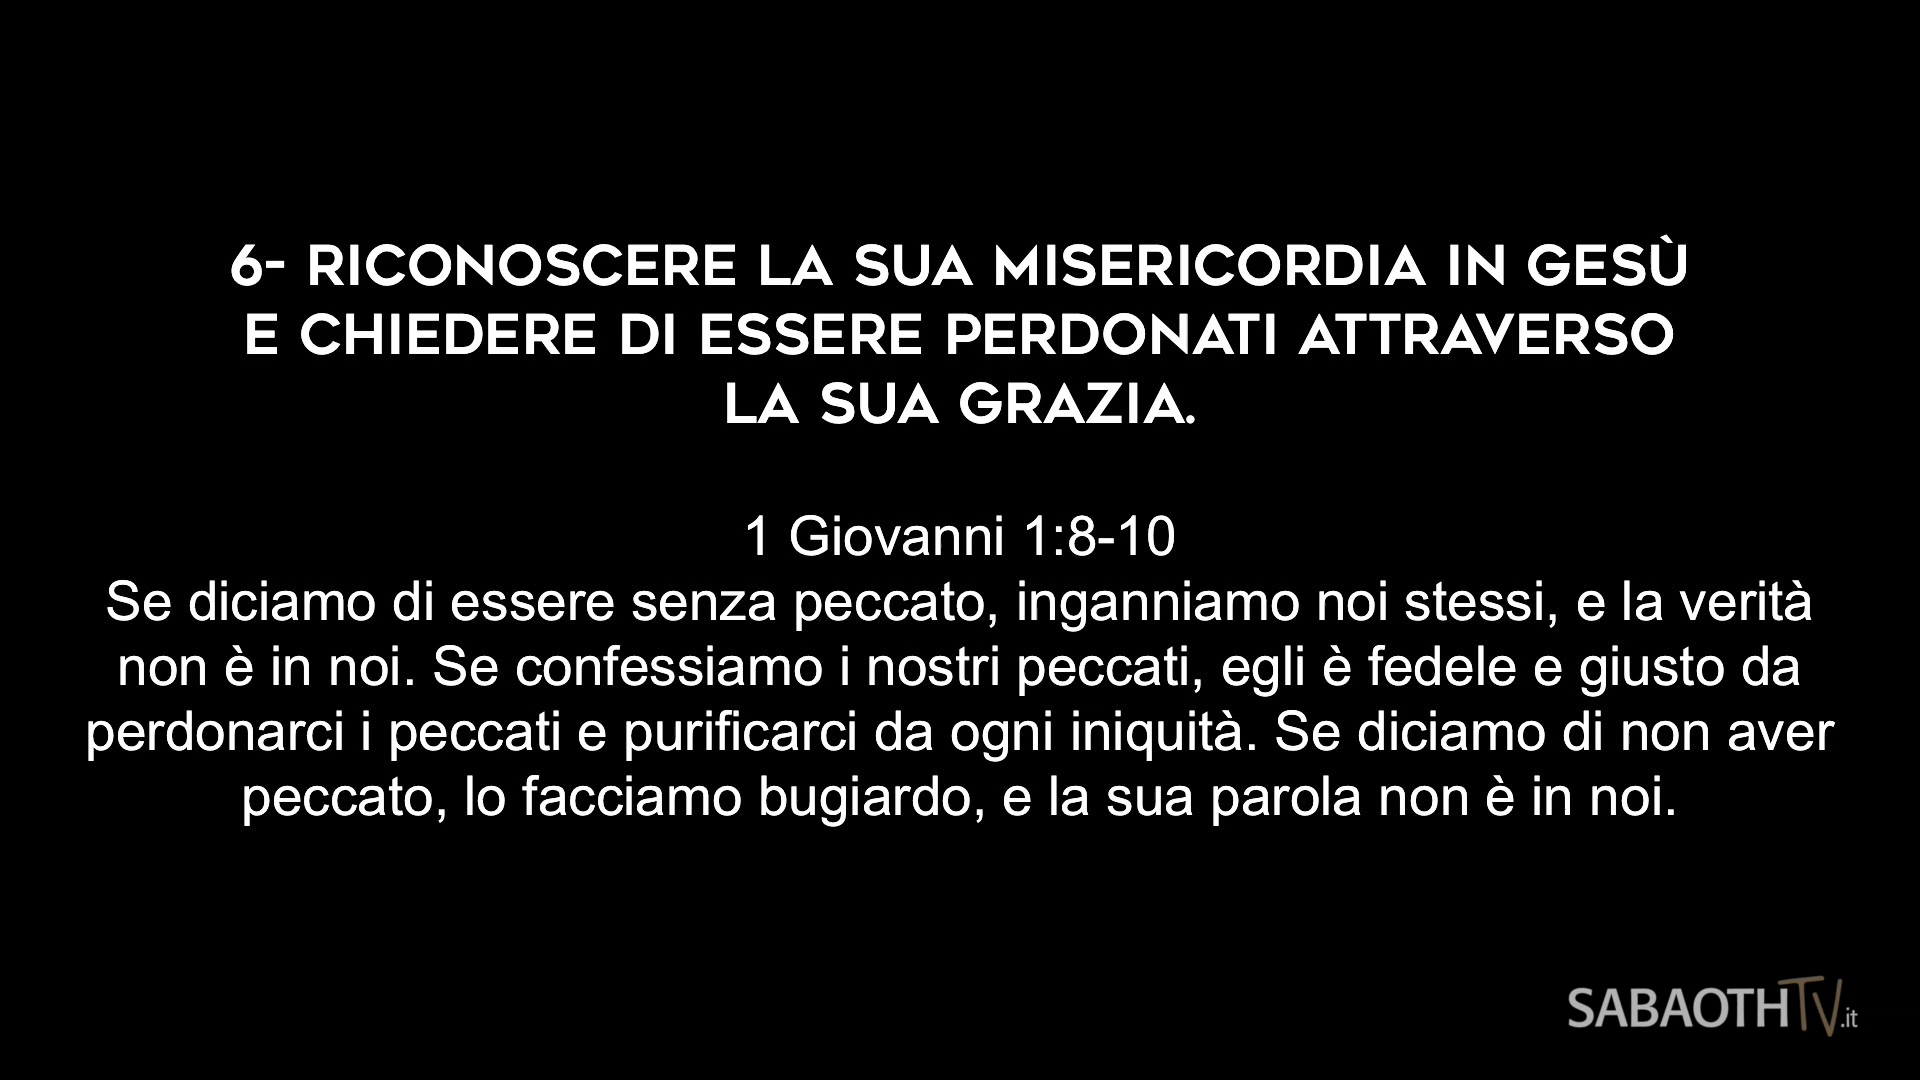 6- RICONOSCERE LA SUA MISERICORDIA IN GESÙ
E CHIEDERE DI ESSERE PERDONATI ATTRAVERSO
LA SUA GRAZIA.
1 Giovanni 1:8-10
Se diciamo di essere senza peccato, inganniamo noi stessi, e la verità
non è in noi. Se confessiamo i nostri peccati, egli è fedele e giusto da
perdonarci i peccati e purificarci da ogni iniquità. Se diciamo di non aver
peccato, lo facciamo bugiardo, e la sua parola non è in noi.
SABAOTHTV.it